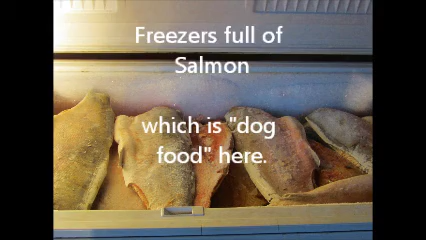 Freezers full of
Salmon
which is "dog
food" here.